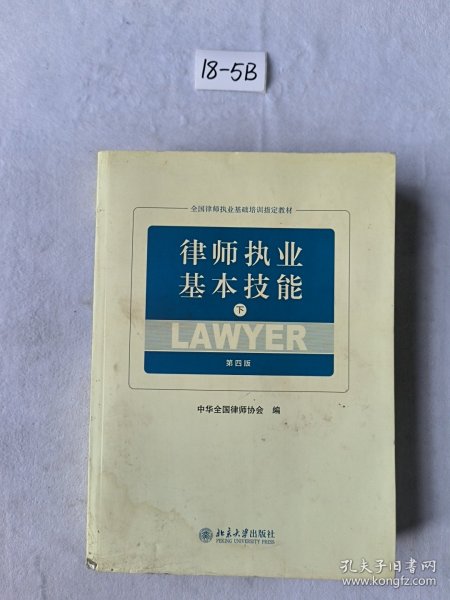 18-5B
全国律师执业基础培训指定教材
律师执业
基本技能
下
LAWYER
第四版
中华全国律师协会 编
北京大学出版社
PEKING UNIVERSITY PRESS
孔夫子旧书网
www.kongfz.com